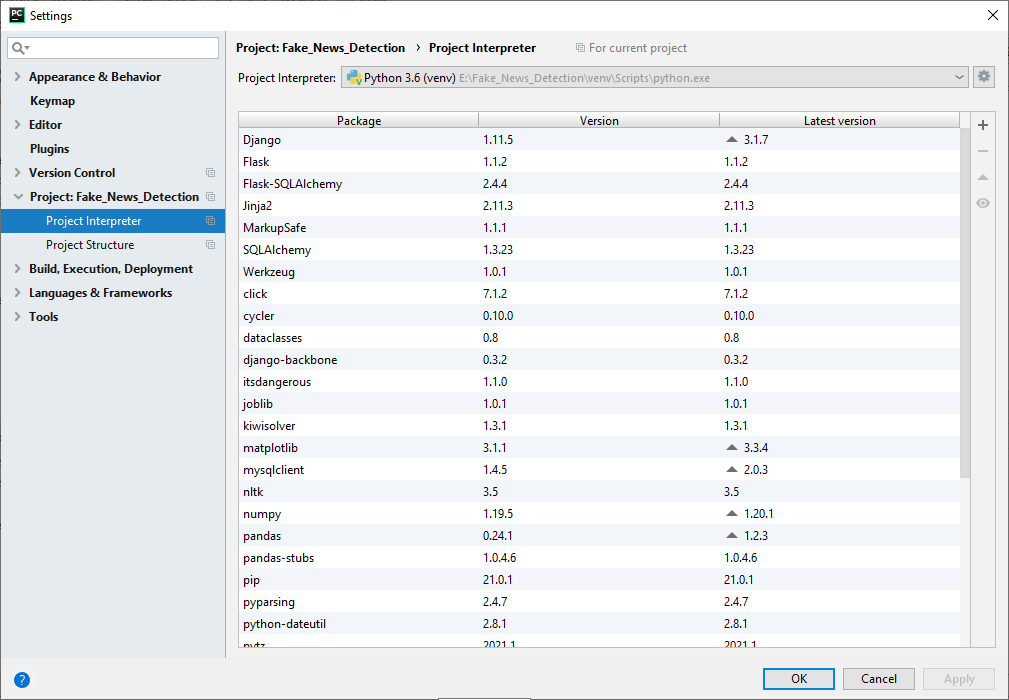 PC Settings
Project: Fake_News_Detection › Project Interpreter For current project
Project Interpreter: Python 3.6 (venv) E:\Fake_News_Detection\venv\Scripts\python.exe
Appearance & Behavior
Keymap
Editor
Plugins
Version Control
Project: Fake_News_Detection
Project Interpreter
Project Structure
Build, Execution, Deployment
Languages & Frameworks
Tools
Package Version Latest version
Django 1.11.5 3.1.7
Flask 1.1.2 1.1.2
Flask-SQLAlchemy 2.4.4 2.4.4
Jinja2 2.11.3 2.11.3
MarkupSafe 1.1.1 1.1.1
SQLAlchemy 1.3.23 1.3.23
Werkzeug 1.0.1 1.0.1
click 7.1.2 7.1.2
cycler 0.10.0 0.10.0
dataclasses 0.8 0.8
django-backbone 0.3.2 0.3.2
itsdangerous 1.1.0 1.1.0
joblib 1.0.1 1.0.1
kiwisolver 1.3.1 1.3.1
matplotlib 3.1.1 3.3.4
mysqlclient 1.4.5 2.0.3
nltk 3.5 3.5
numpy 1.19.5 1.20.1
pandas 0.24.1 1.2.3
pandas-stubs 1.0.4.6 1.0.4.6
pip 21.0.1 21.0.1
pyparsing 2.4.7 2.4.7
python-dateutil 2.8.1 2.8.1
pytz 2021.1 2021.1
? OK Cancel Apply